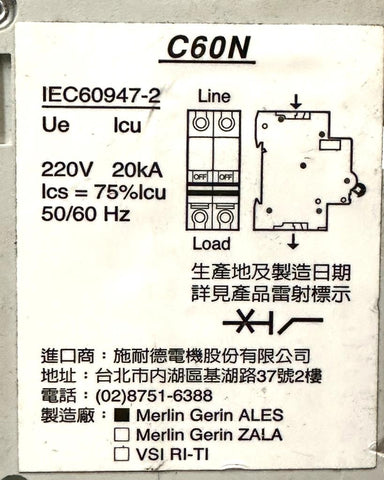 C60N
IEC60947-2
Ue Icu
220V 20kA
Ics = 75%Icu
50/60 Hz
Line
OFF OFF
Load
生產地及製造日期
詳見產品雷射標示
進口商：施耐德電機股份有限公司
地址：台北市內湖區基湖路37號2樓
電話：(02)8751-6388
製造廠：■ Merlin Gerin ALES
□ Merlin Gerin ZALA
□ VSI RI-TI